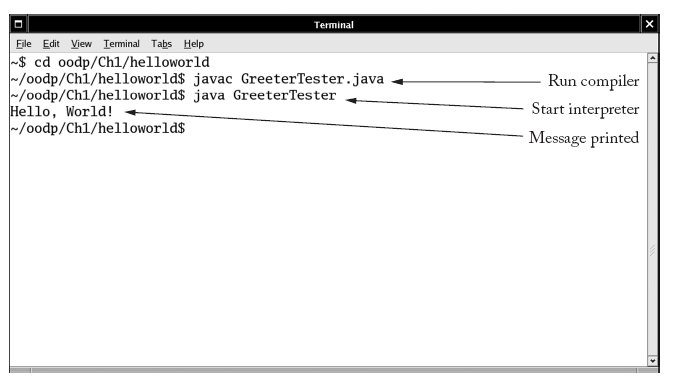 Terminal
File Edit View Terminal Tabs Help
~$ cd oodp/Ch1/helloworld
~/oodp/Ch1/helloworld$ javac GreeterTester.java
Run compiler
~/oodp/Ch1/helloworld$ java GreeterTester
Start interpreter
Hello, World!
Message printed
~/oodp/Ch1/helloworld$